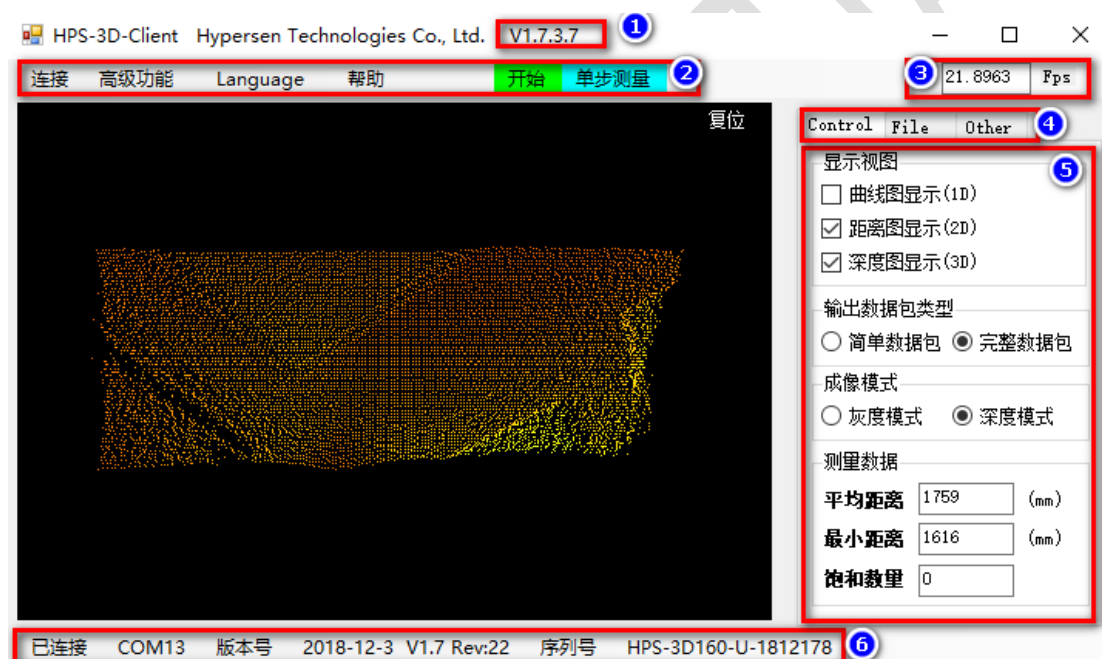 HPS-3D-Client Hypersen Technologies Co., Ltd. V1.7.3.7 1
连接 高级功能 Language 帮助 开始 单步测量 2 3 21.8963 Fps
复位
Control File Other 4
显示视图 5
曲线图显示(1D)
距离图显示(2D)
深度图显示(3D)
输出数据包类型
简单数据包 完整数据包
成像模式
灰度模式 深度模式
测量数据
平均距离 1759 (mm)
最小距离 1616 (mm)
饱和数量 0
已连接 COM13 版本号 2018-12-3 V1.7 Rev:22 序列号 HPS-3D160-U-1812178 6